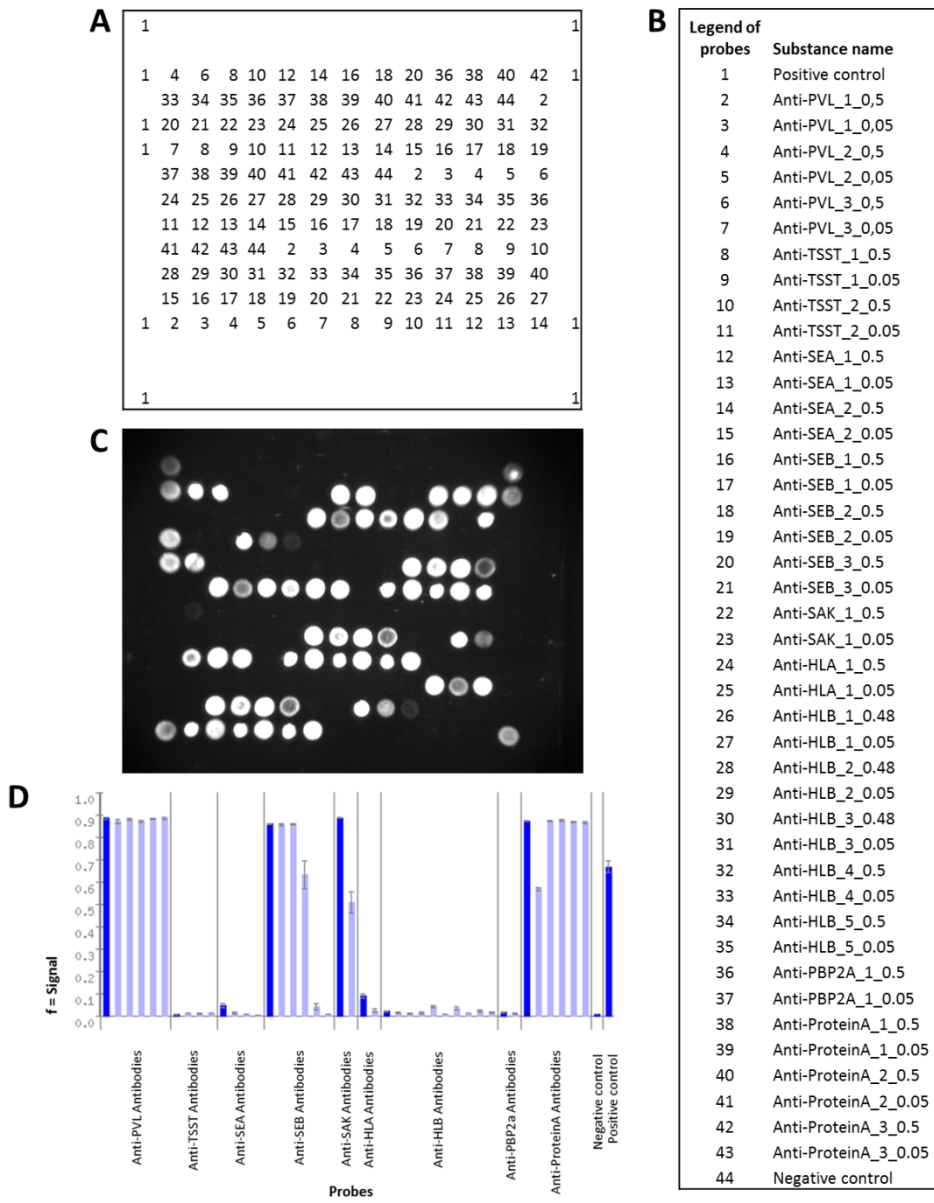 A
1 1
1 4 6 8 10 12 14 16 18 20 36 38 40 42 1
33 34 35 36 37 38 39 40 41 42 43 44 2
1 20 21 22 23 24 25 26 27 28 29 30 31 32
1 7 8 9 10 11 12 13 14 15 16 17 18 19
37 38 39 40 41 42 43 44 2 3 4 5 6
24 25 26 27 28 29 30 31 32 33 34 35 36
11 12 13 14 15 16 17 18 19 20 21 22 23
41 42 43 44 2 3 4 5 6 7 8 9 10
28 29 30 31 32 33 34 35 36 37 38 39 40
15 16 17 18 19 20 21 22 23 24 25 26 27
1 2 3 4 5 6 7 8 9 10 11 12 13 14 1
1 1
B
Legend of probes Substance name
1 Positive control
2 Anti-PVL_1_0,5
3 Anti-PVL_1_0,05
4 Anti-PVL_2_0,5
5 Anti-PVL_2_0,05
6 Anti-PVL_3_0,5
7 Anti-PVL_3_0,05
8 Anti-TSST_1_0.5
9 Anti-TSST_1_0.05
10 Anti-TSST_2_0.5
11 Anti-TSST_2_0.05
12 Anti-SEA_1_0.5
13 Anti-SEA_1_0.05
14 Anti-SEA_2_0.5
15 Anti-SEA_2_0.05
16 Anti-SEB_1_0.5
17 Anti-SEB_1_0.05
18 Anti-SEB_2_0.5
19 Anti-SEB_2_0.05
20 Anti-SEB_3_0.5
21 Anti-SEB_3_0.05
22 Anti-SAK_1_0.5
23 Anti-SAK_1_0.05
24 Anti-HLA_1_0.5
25 Anti-HLA_1_0.05
26 Anti-HLB_1_0.48
27 Anti-HLB_1_0.05
28 Anti-HLB_2_0.48
29 Anti-HLB_2_0.05
30 Anti-HLB_3_0.48
31 Anti-HLB_3_0.05
32 Anti-HLB_4_0.5
33 Anti-HLB_4_0.05
34 Anti-HLB_5_0.5
35 Anti-HLB_5_0.05
36 Anti-PBP2A_1_0.5
37 Anti-PBP2A_1_0.05
38 Anti-ProteinA_1_0.5
39 Anti-ProteinA_1_0.05
40 Anti-ProteinA_2_0.5
41 Anti-ProteinA_2_0.05
42 Anti-ProteinA_3_0.5
43 Anti-ProteinA_3_0.05
44 Negative control
C
D
f = Signal
1.0
0.9
0.8
0.7
0.6
0.5
0.4
0.3
0.2
0.1
0.0
Anti-PVL Antibodies
Anti-TSST Antibodies
Anti-SEA Antibodies
Anti-SEB Antibodies
Anti-SAK Antibodies
Anti-HLA Antibodies
Anti-HLB Antibodies
Anti-PBP2a Antibodies
Anti-ProteinA Antibodies
Negative control
Positive control
Probes